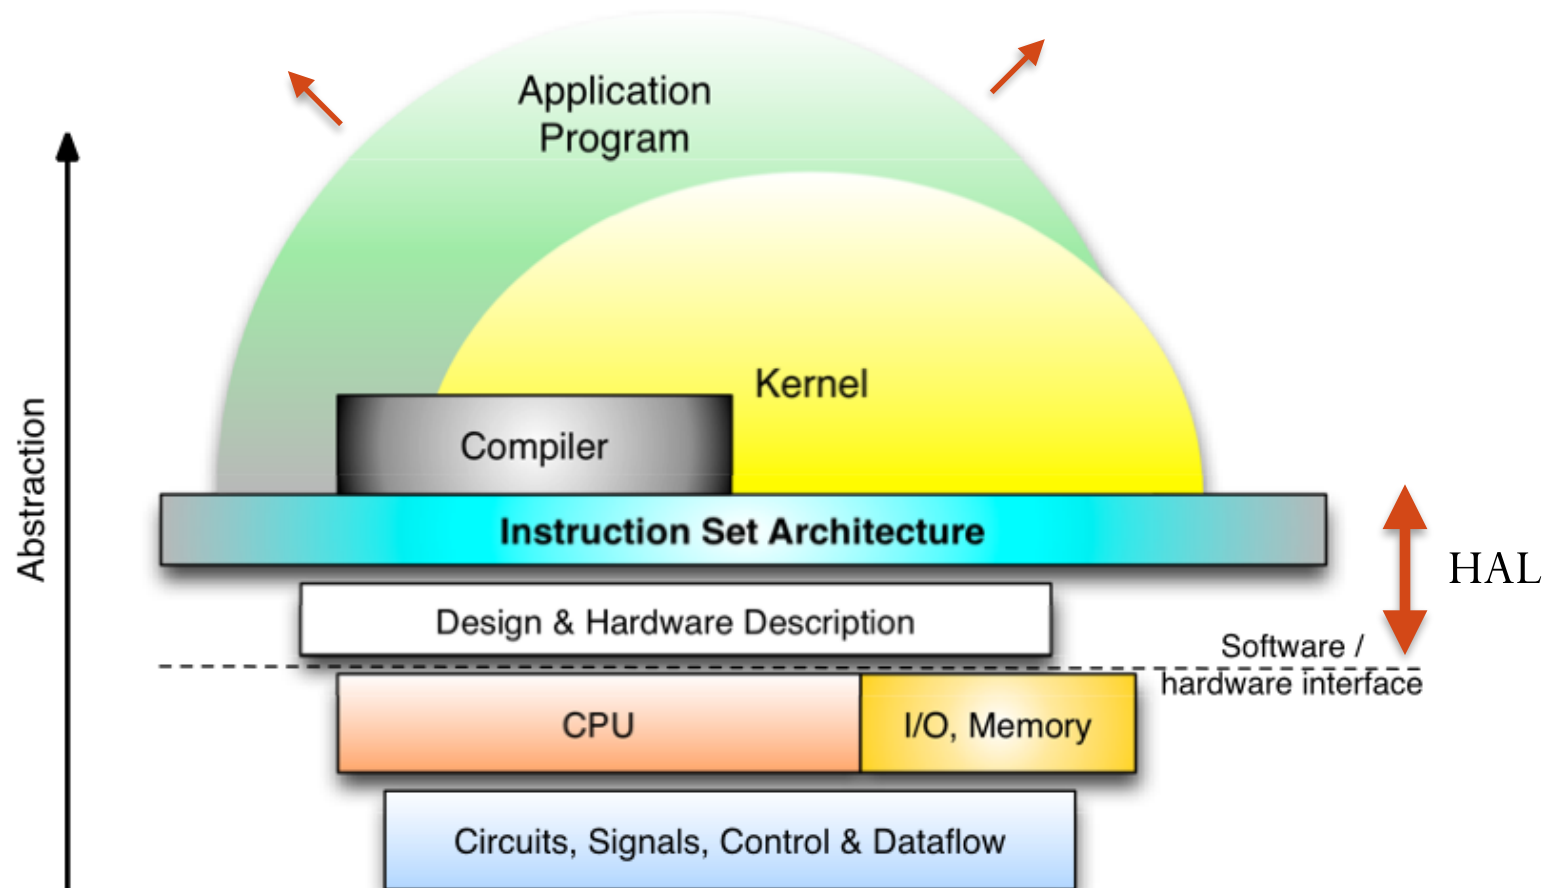 Application
Program
Abstraction
Kernel
Compiler
Instruction Set Architecture
HAL
Design & Hardware Description
Software /
hardware interface
CPU
I/O, Memory
Circuits, Signals, Control & Dataflow